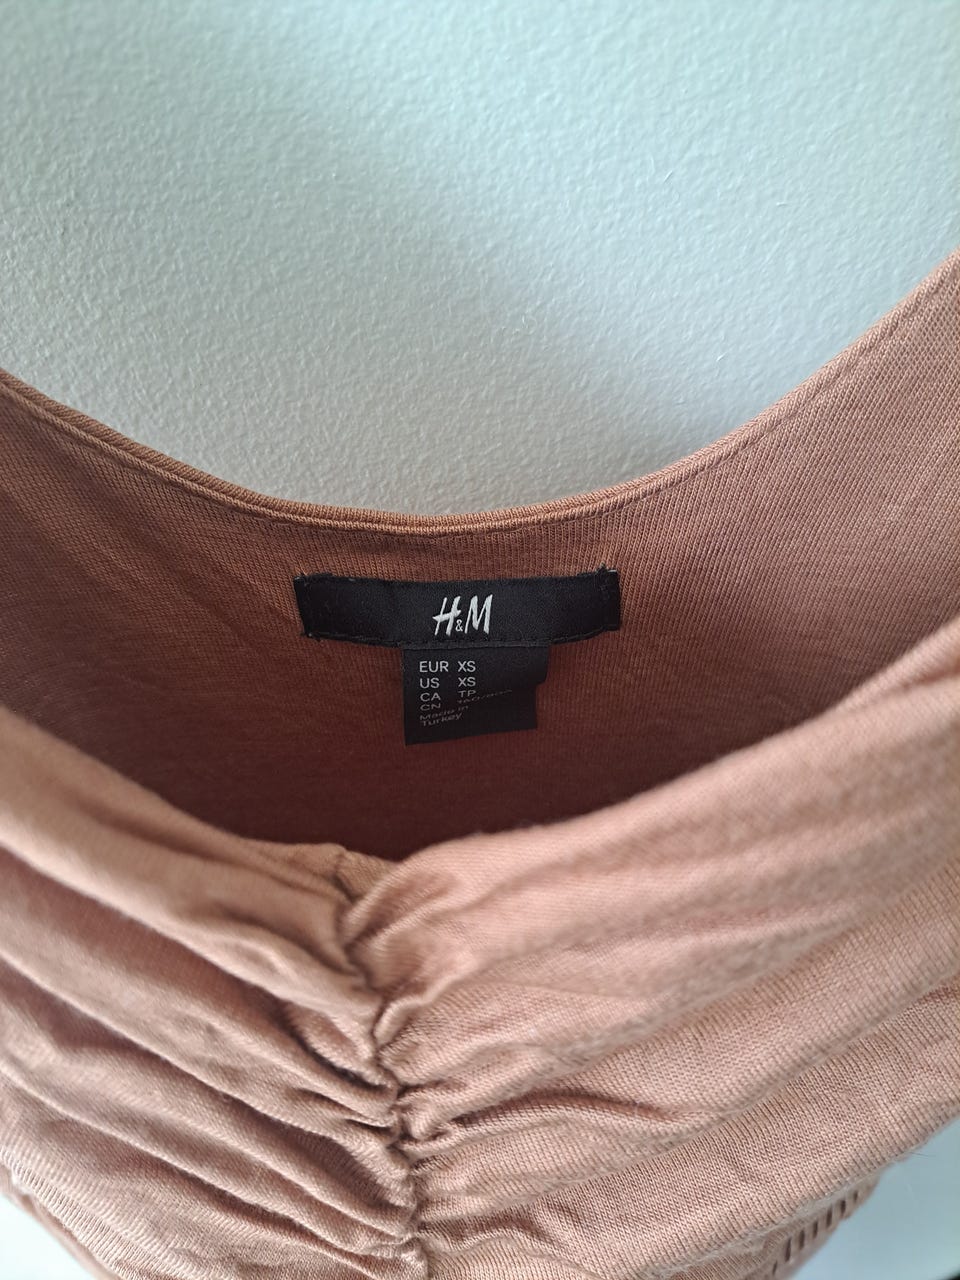 H&M
EUR XS
US XS
CA TP
CN
Made in
Turkey